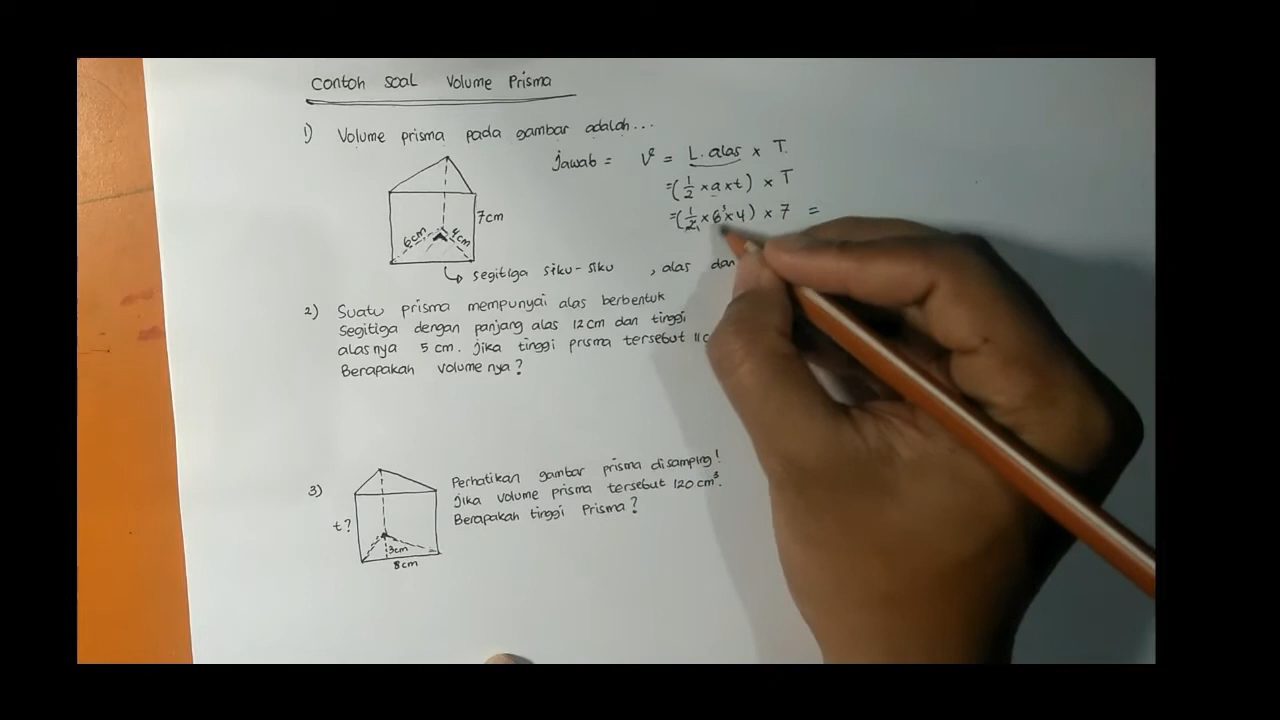 Contoh Soal Volume Prisma
1) Volume prisma pada gambar adalah...
7cm
6cm
4cm
Jawab = V = L. alas × T.
= (1/2 × a × t) × T
= (1/2 × 6 × 4) × 7 =
↳ segitiga siku-siku , alas dan
2) Suatu prisma mempunyai alas berbentuk
segitiga dengan panjang alas 12 cm dan tinggi
alasnya 5 cm. Jika tinggi prisma tersebut 11
Berapakah volumenya?
3) Perhatikan gambar prisma disamping!
Jika volume prisma tersebut 120 cm³.
Berapakah tinggi Prisma?
t?
3cm
8cm